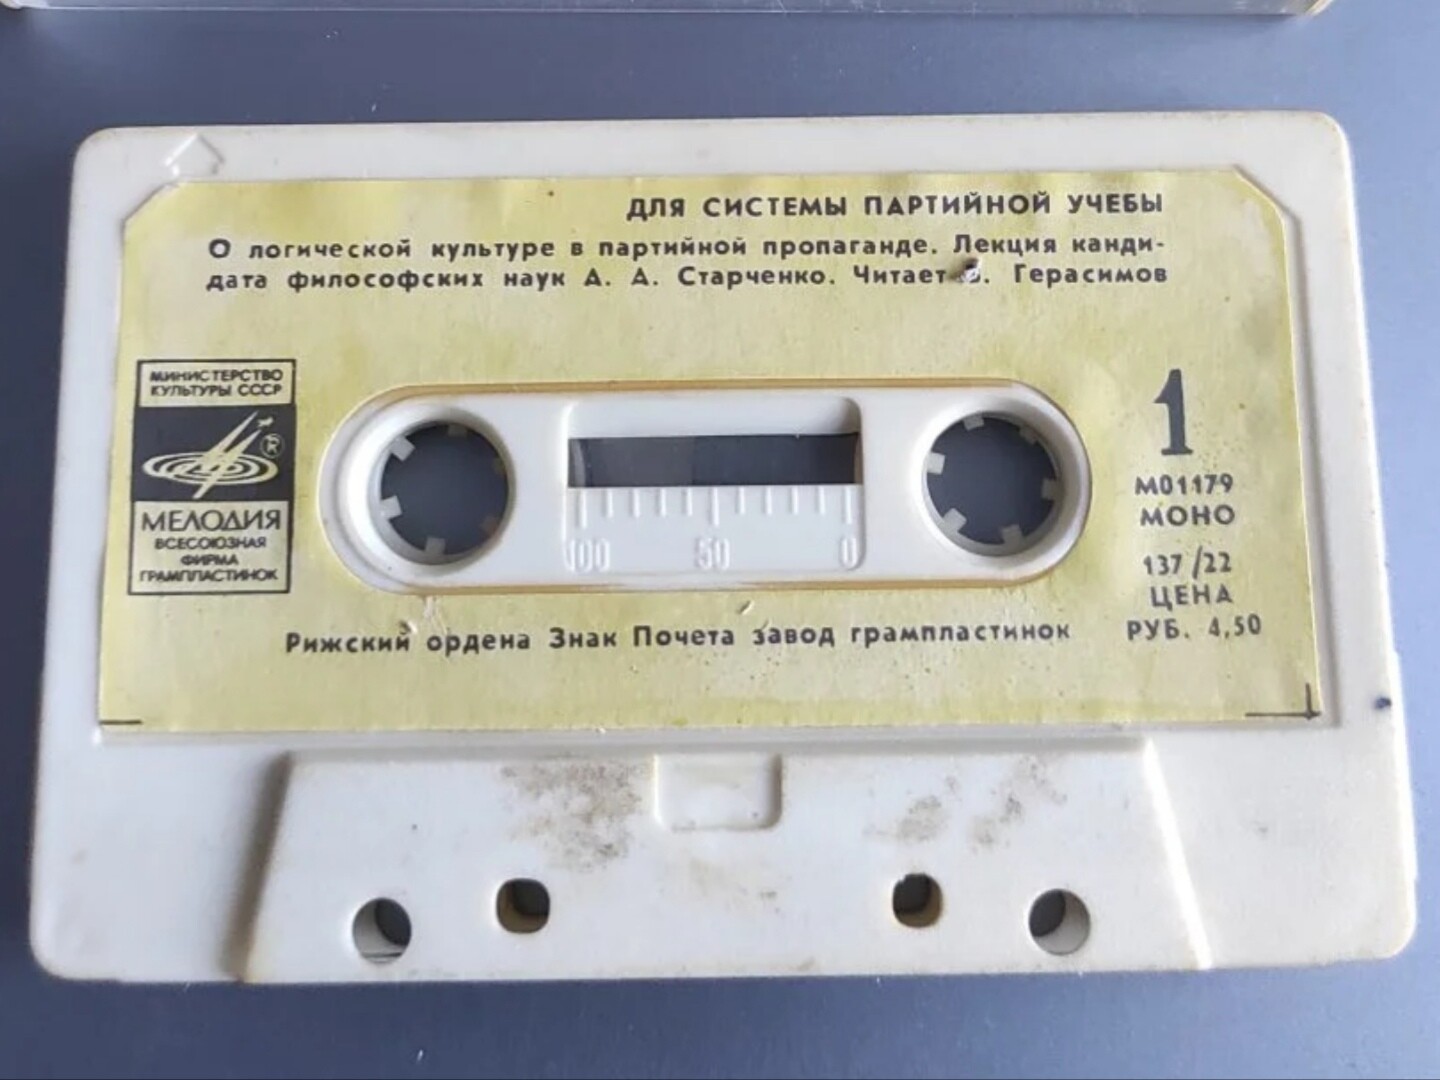 ДЛЯ СИСТЕМЫ ПАРТИЙНОЙ УЧЕБЫ
О логической культуре в партийной пропаганде. Лекция канди-
дата философских наук А. А. Старченко. Читает Герасимов
МИНИСТЕРСТВО
КУЛЬТУРЫ СССР
МЕЛОДИЯ
ВСЕСОЮЗНАЯ
ФИРМА
ГРАМПЛАСТИНОК
1
М01179
МОНО
137/22
ЦЕНА
РУБ. 4,50
100 50 0
Рижский ордена Знак Почета завод грампластинок